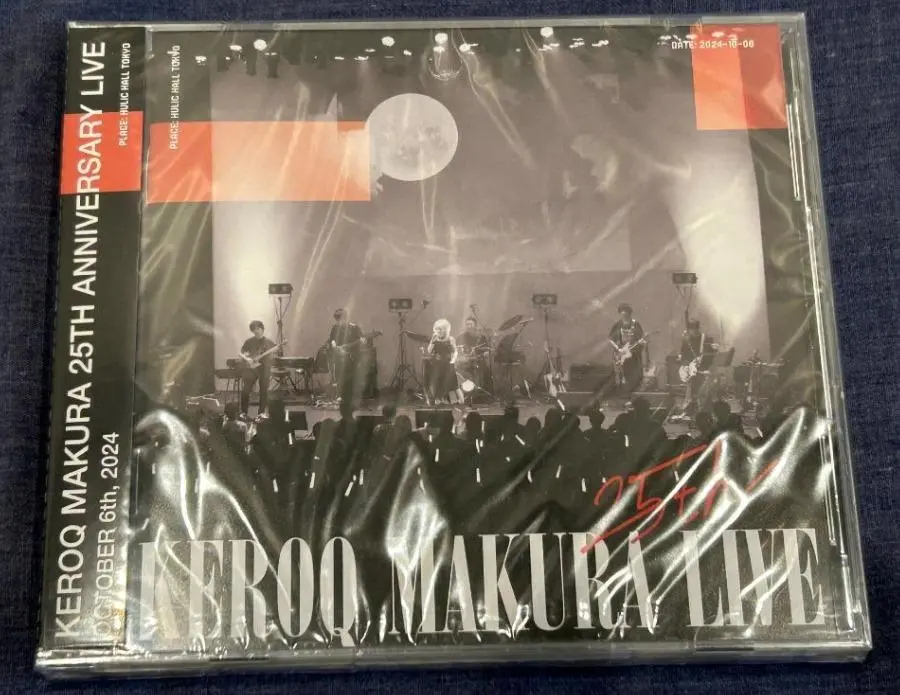 KEROQ MAKURA 25TH ANNIVERSARY LIVE
OCTOBER 6th, 2024
PLACE: HULIC HALL TOKYO
PLACE: HULIC HALL TOKYO
DATE: 2024-10-06
25th
KEROQ MAKURA LIVE